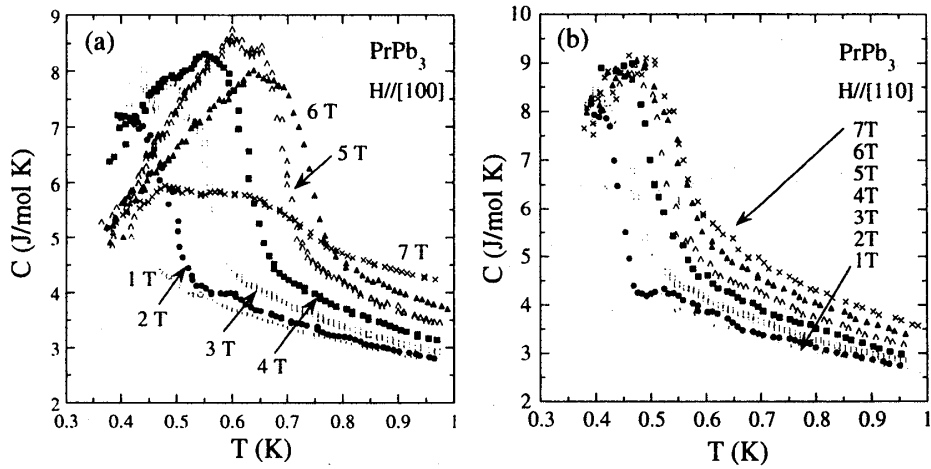 (a)
PrPb3
H//[100]
6 T
5 T
7 T
1 T
2 T
3 T
4 T
C (J/mol K)
9
8
7
6
5
4
3
2
0.3 0.4 0.5 0.6 0.7 0.8 0.9 1
T (K)
(b)
PrPb3
H//[110]
7T
6T
5T
4T
3T
2T
1T
C (J/mol K)
10
9
8
7
6
5
4
3
2
0.3 0.4 0.5 0.6 0.7 0.8 0.9 1
T (K)